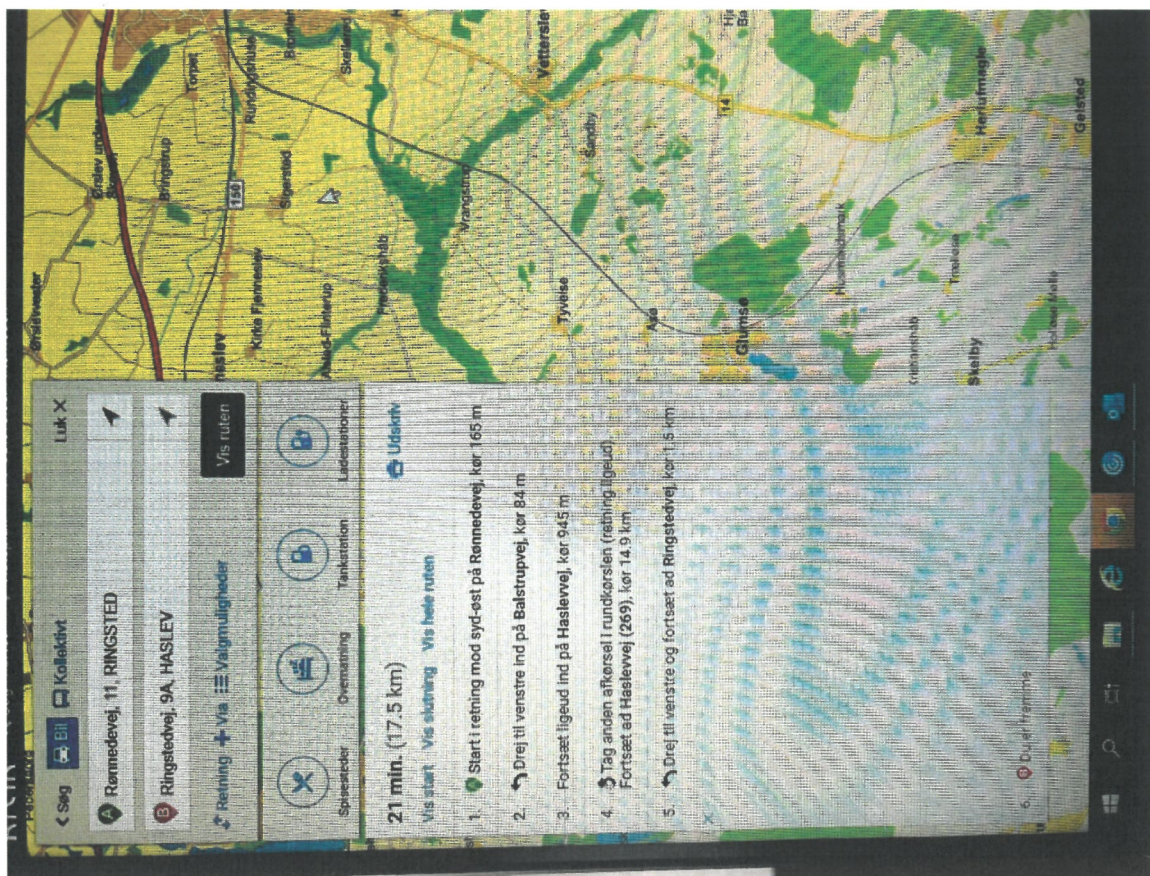 < Søg Bil Kollektivt Luk X
A Rønnedevej, 11, RINGSTED
B Ringstedvej, 9A, HASLEV
Retning + Via Valgmuligheder Vis ruten
Spisesteder Overnatning Tankstation Ladestationer
21 min. (17.5 km) Udskriv
Vis start Vis slutning Vis hele ruten
1. A Start i retning mod syd-øst på Rønnedevej, kør 165 m
2. Drej til venstre ind på Balstrupvej, kør 84 m
3. Fortsæt ligeud ind på Haslevvej, kør 945 m
4. Tag anden afkørsel i rundkørslen (retning ligeud).
Fortsæt ad Haslevvej (269), kør 14.9 km
5. Drej til venstre og fortsæt ad Ringstedvej, kør 1.5 km
6. B Du er fremme
Bringstrup
Torpet
150
Sigersted
Kirke Fjenneslev
Vrangstrup
Tyvelse
Sandby
Aså
Glumsø
14
Herlufmagle
Gelsted
Skelby